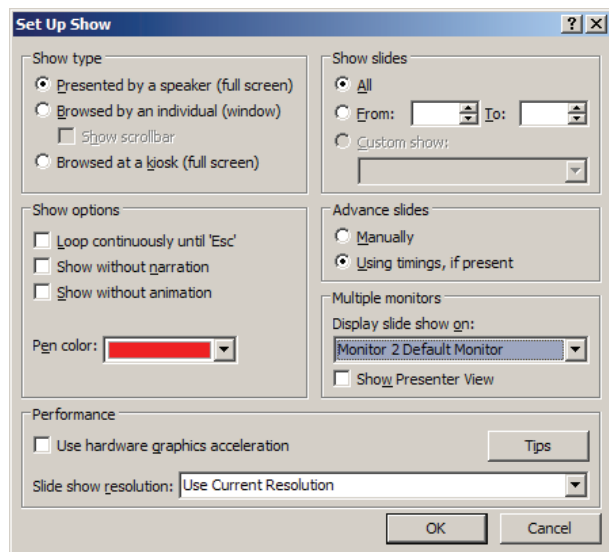 Set Up Show
Show type
Presented by a speaker (full screen)
Browsed by an individual (window)
Show scrollbar
Browsed at a kiosk (full screen)
Show slides
All
From: To:
Custom show:
Show options
Loop continuously until 'Esc'
Show without narration
Show without animation
Pen color:
Advance slides
Manually
Using timings, if present
Multiple monitors
Display slide show on:
Monitor 2 Default Monitor
Show Presenter View
Performance
Use hardware graphics acceleration
Tips
Slide show resolution: Use Current Resolution
OK Cancel